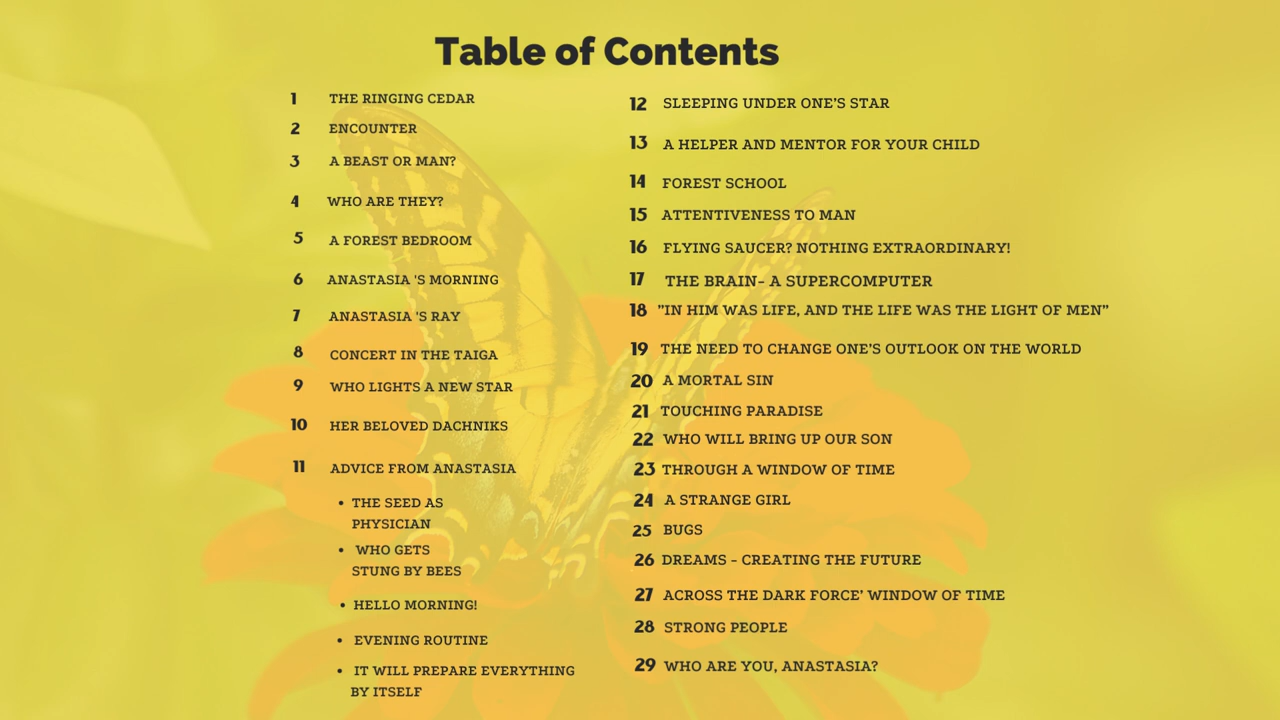 Table of Contents
1 THE RINGING CEDAR
2 ENCOUNTER
3 A BEAST OR MAN?
4 WHO ARE THEY?
5 A FOREST BEDROOM
6 ANASTASIA 'S MORNING
7 ANASTASIA 'S RAY
8 CONCERT IN THE TAIGA
9 WHO LIGHTS A NEW STAR
10 HER BELOVED DACHNIKS
11 ADVICE FROM ANASTASIA
• THE SEED AS
PHYSICIAN
• WHO GETS
STUNG BY BEES
• HELLO MORNING!
• EVENING ROUTINE
• IT WILL PREPARE EVERYTHING
BY ITSELF
12 SLEEPING UNDER ONE'S STAR
13 A HELPER AND MENTOR FOR YOUR CHILD
14 FOREST SCHOOL
15 ATTENTIVENESS TO MAN
16 FLYING SAUCER? NOTHING EXTRAORDINARY!
17 THE BRAIN- A SUPERCOMPUTER
18 "IN HIM WAS LIFE, AND THE LIFE WAS THE LIGHT OF MEN"
19 THE NEED TO CHANGE ONE'S OUTLOOK ON THE WORLD
20 A MORTAL SIN
21 TOUCHING PARADISE
22 WHO WILL BRING UP OUR SON
23 THROUGH A WINDOW OF TIME
24 A STRANGE GIRL
25 BUGS
26 DREAMS - CREATING THE FUTURE
27 ACROSS THE DARK FORCE' WINDOW OF TIME
28 STRONG PEOPLE
29 WHO ARE YOU, ANASTASIA?